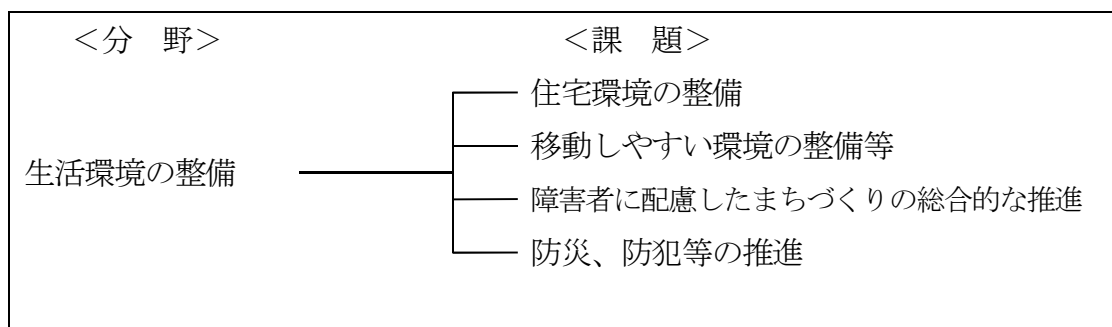 ＜分　野＞　＜課　題＞
住宅環境の整備
移動しやすい環境の整備等
生活環境の整備
障害者に配慮したまちづくりの総合的な推進
防災、防犯等の推進